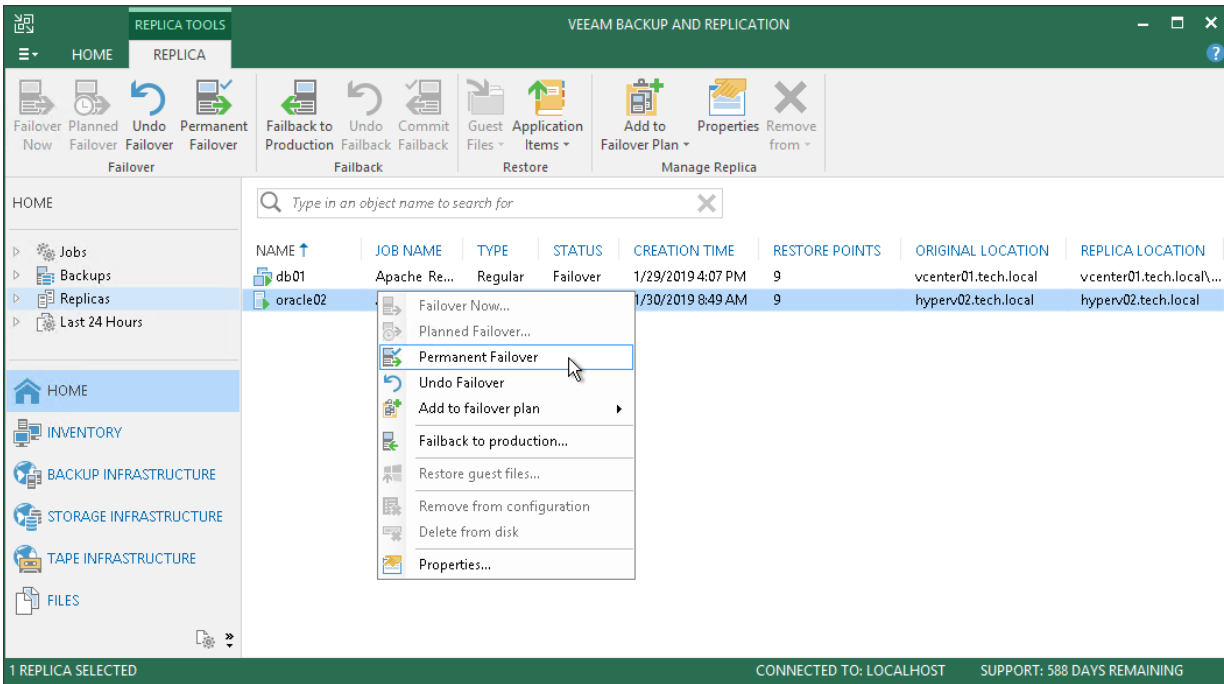 REPLICA TOOLS
VEEAM BACKUP AND REPLICATION
HOME REPLICA
Failover Now
Planned Failover
Undo Failover
Permanent Failover
Failover
Failback to Production
Undo Failback
Commit Failback
Failback
Guest Files
Application Items
Restore
Add to Failover Plan
Properties
Remove from
Manage Replica
HOME
Type in an object name to search for
Jobs
Backups
Replicas
Last 24 Hours
NAME JOB NAME TYPE STATUS CREATION TIME RESTORE POINTS ORIGINAL LOCATION REPLICA LOCATION
db01 Apache Re... Regular Failover 1/29/2019 4:07 PM 9 vcenter01.tech.local vcenter01.tech.local\...
oracle02 1/30/2019 8:49 AM 9 hyperv02.tech.local hyperv02.tech.local
Failover Now...
Planned Failover...
Permanent Failover
Undo Failover
Add to failover plan
Failback to production...
Restore guest files...
Remove from configuration
Delete from disk
Properties...
HOME
INVENTORY
BACKUP INFRASTRUCTURE
STORAGE INFRASTRUCTURE
TAPE INFRASTRUCTURE
FILES
1 REPLICA SELECTED
CONNECTED TO: LOCALHOST
SUPPORT: 588 DAYS REMAINING